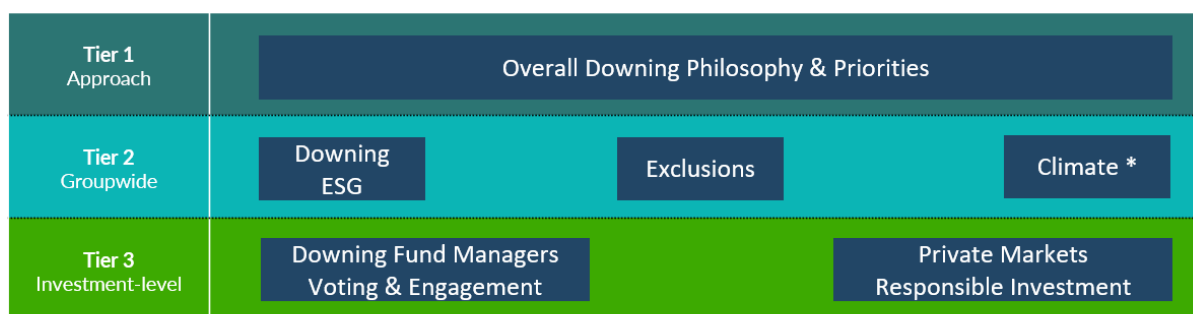 Tier 1
Approach
Overall Downing Philosophy & Priorities
Tier 2
Groupwide
Downing
ESG
Exclusions
Climate *
Tier 3
Investment-level
Downing Fund Managers
Voting & Engagement
Private Markets
Responsible Investment